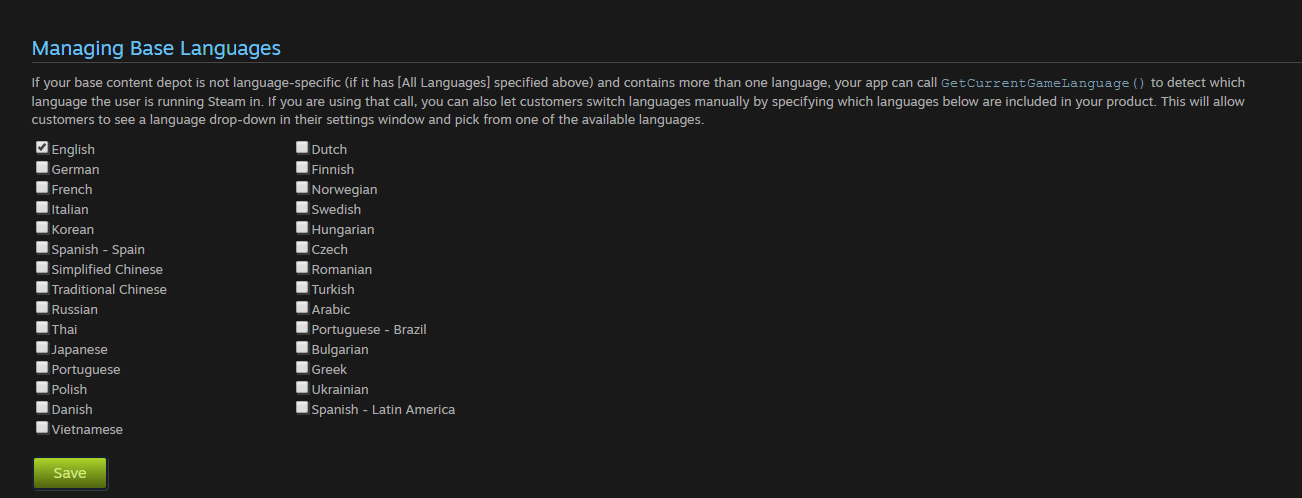 Managing Base Languages
If your base content depot is not language-specific (if it has [All Languages] specified above) and contains more than one language, your app can call GetCurrentGameLanguage() to detect which
language the user is running Steam in. If you are using that call, you can also let customers switch languages manually by specifying which languages below are included in your product. This will allow
customers to see a language drop-down in their settings window and pick from one of the available languages.
English
German
French
Italian
Korean
Spanish - Spain
Simplified Chinese
Traditional Chinese
Russian
Thai
Japanese
Portuguese
Polish
Danish
Vietnamese
Dutch
Finnish
Norwegian
Swedish
Hungarian
Czech
Romanian
Turkish
Arabic
Portuguese - Brazil
Bulgarian
Greek
Ukrainian
Spanish - Latin America
Save